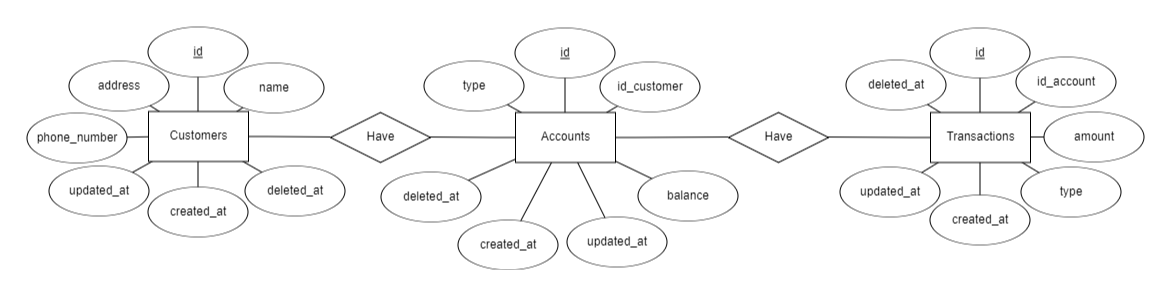 id
address
name
phone_number
Customers
updated_at
deleted_at
created_at
Have
id
type
id_customer
Accounts
deleted_at
balance
created_at
updated_at
Have
id
deleted_at
id_account
Transactions
amount
updated_at
type
created_at